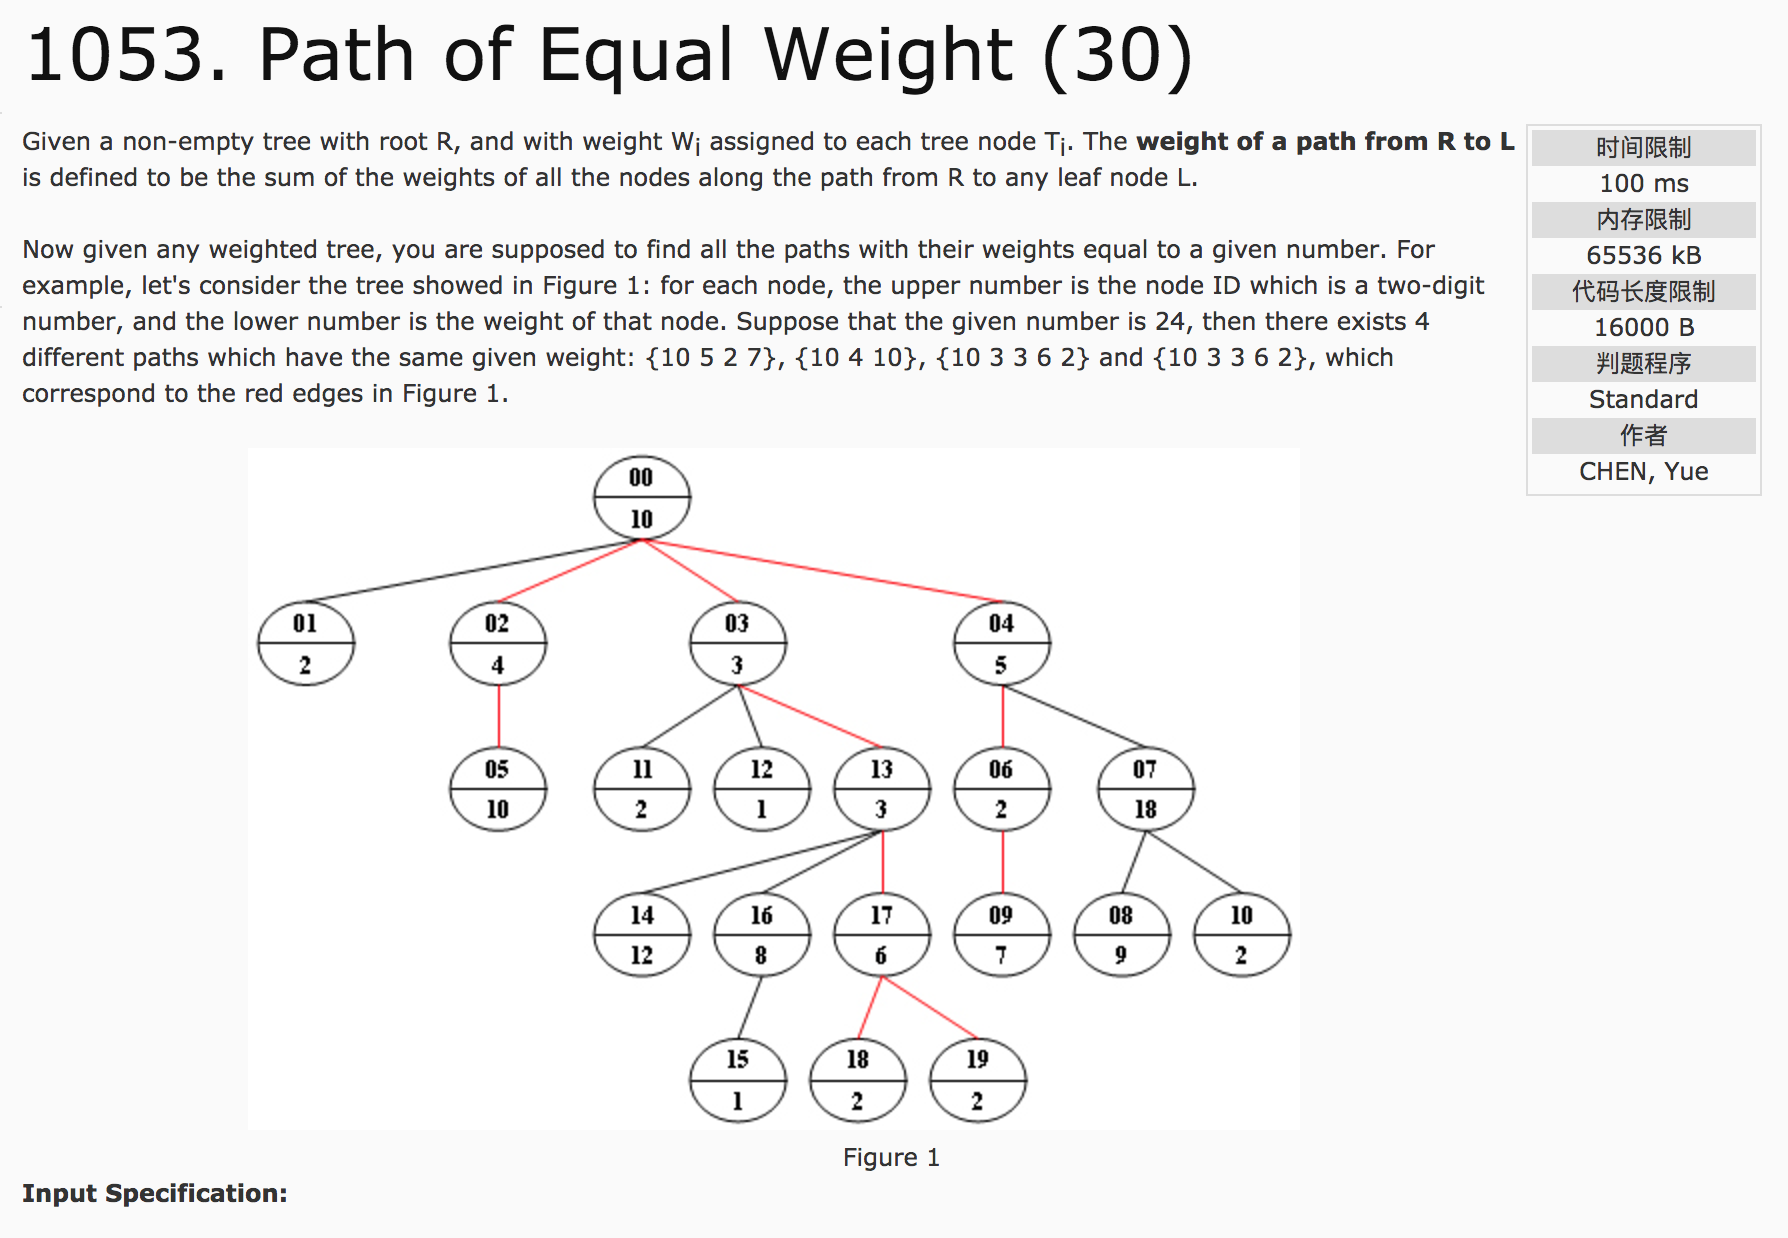 1053. Path of Equal Weight (30)
Given a non-empty tree with root R, and with weight Wi assigned to each tree node Ti. The weight of a path from R to L
is defined to be the sum of the weights of all the nodes along the path from R to any leaf node L.
Now given any weighted tree, you are supposed to find all the paths with their weights equal to a given number. For
example, let's consider the tree showed in Figure 1: for each node, the upper number is the node ID which is a two-digit
number, and the lower number is the weight of that node. Suppose that the given number is 24, then there exists 4
different paths which have the same given weight: {10 5 2 7}, {10 4 10}, {10 3 3 6 2} and {10 3 3 6 2}, which
correspond to the red edges in Figure 1.
时间限制
100 ms
内存限制
65536 kB
代码长度限制
16000 B
判题程序
Standard
作者
CHEN, Yue
00
10
01 02 03 04
2 4 3 5
05 11 12 13 06 07
10 2 1 3 2 18
14 16 17 09 08 10
12 8 6 7 9 2
15 18 19
1 2 2
Figure 1
Input Specification: